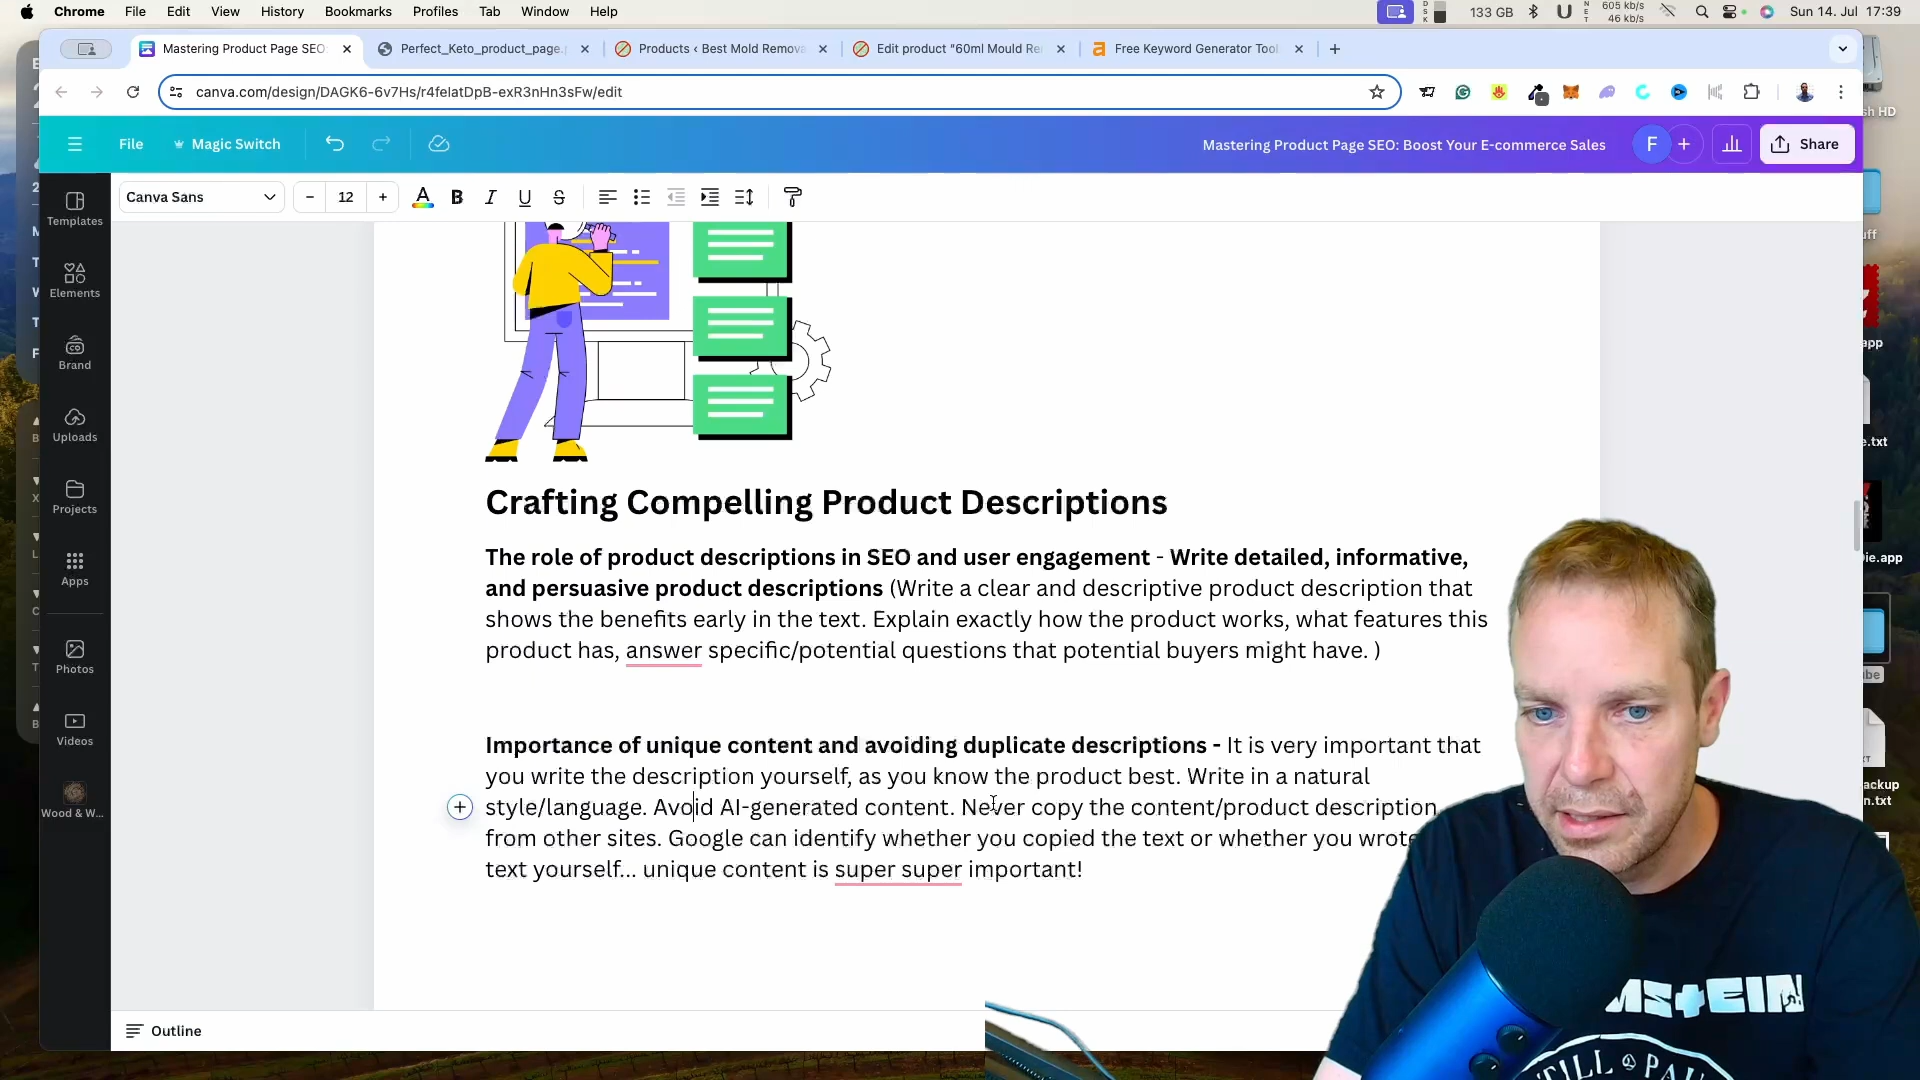 Chrome File Edit View History Bookmarks Profiles Tab Window Help
133 GB 605 kb/s 46 kb/s Sun 14. Jul 17:39
Mastering Product Page SEO: Perfect_Keto_product_page. Products ‹ Best Mold Remova Edit product "60ml Mould Re Free Keyword Generator Tool
canva.com/design/DAGK6-6v7Hs/r4felatDpB-exR3nHn3sFw/edit
File Magic Switch Mastering Product Page SEO: Boost Your E-commerce Sales F Share
Canva Sans 12 A B I U S
Templates
Elements
Brand
Uploads
Projects
Apps
Photos
Videos
Wood & W...
Crafting Compelling Product Descriptions
The role of product descriptions in SEO and user engagement - Write detailed, informative,
and persuasive product descriptions (Write a clear and descriptive product description that
shows the benefits early in the text. Explain exactly how the product works, what features this
product has, answer specific/potential questions that potential buyers might have. )
Importance of unique content and avoiding duplicate descriptions - It is very important that
you write the description yourself, as you know the product best. Write in a natural
style/language. Avoid AI-generated content. Never copy the content/product description
from other sites. Google can identify whether you copied the text or whether you wrote
text yourself... unique content is super super important!
Outline